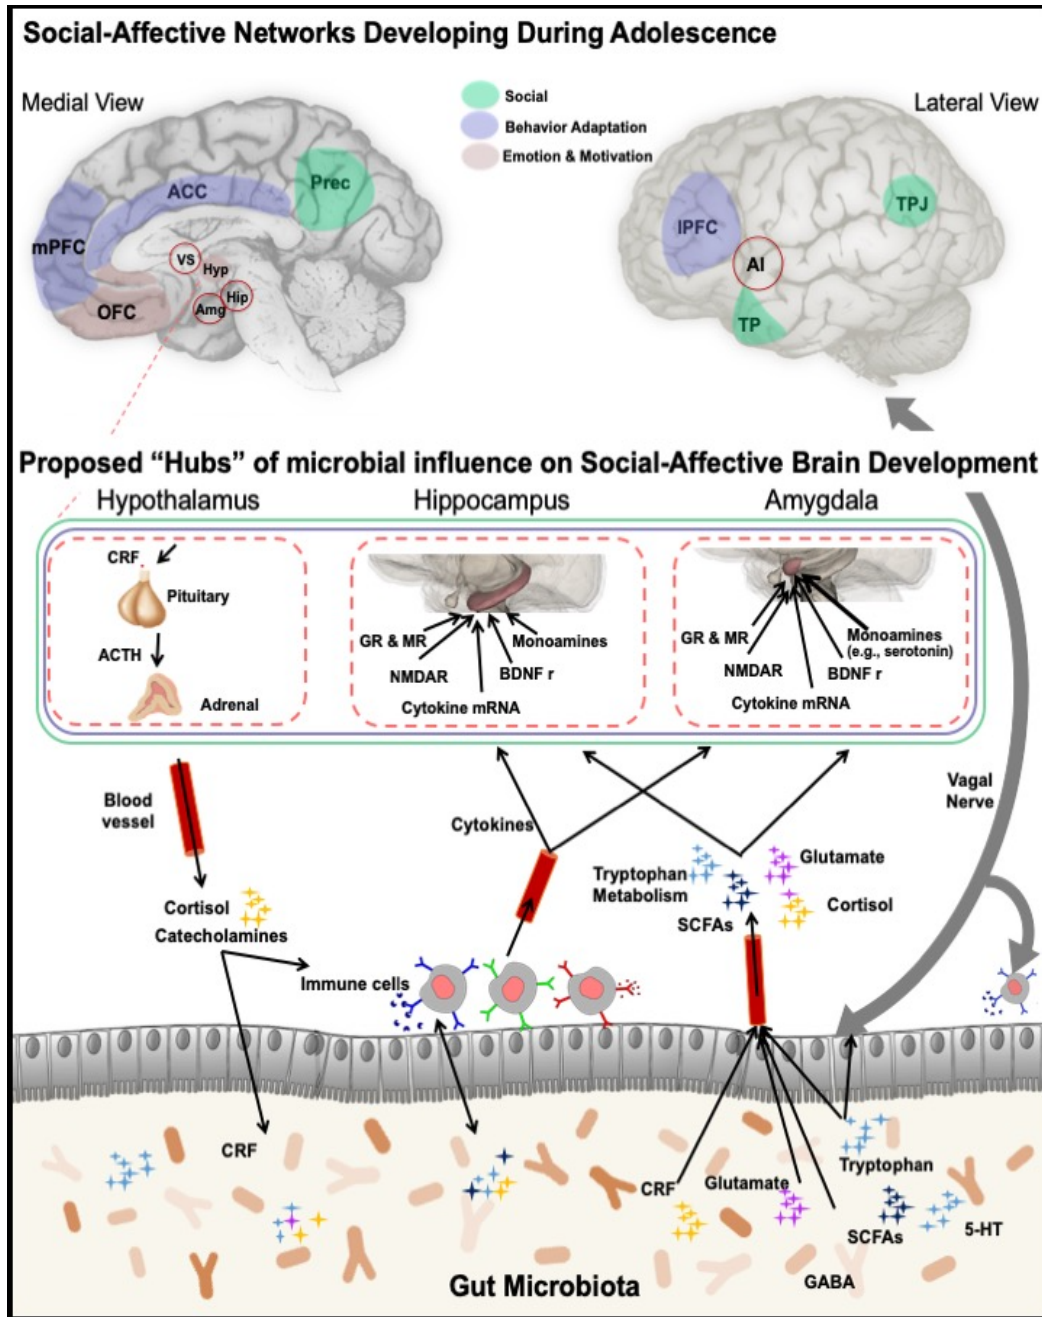 Social-Affective Networks Developing During Adolescence
Medial View
Social
Behavior Adaptation
Emotion & Motivation
Lateral View
Prec
ACC
mPFC
VS
Hyp
Hip
Amg
OFC
lPFC
TPJ
AI
TP
Proposed “Hubs” of microbial influence on Social-Affective Brain Development
Hypothalamus
Hippocampus
Amygdala
CRF
Pituitary
ACTH
Adrenal
GR & MR
Monoamines
NMDAR
BDNF r
Cytokine mRNA
GR & MR
Monoamines
(e.g., serotonin)
NMDAR
BDNF r
Cytokine mRNA
Blood
vessel
Cytokines
Vagal
Nerve
Tryptophan
Metabolism
Glutamate
SCFAs
Cortisol
Cortisol
Catecholamines
Immune cells
CRF
CRF
Glutamate
Tryptophan
SCFAs
5-HT
GABA
Gut Microbiota